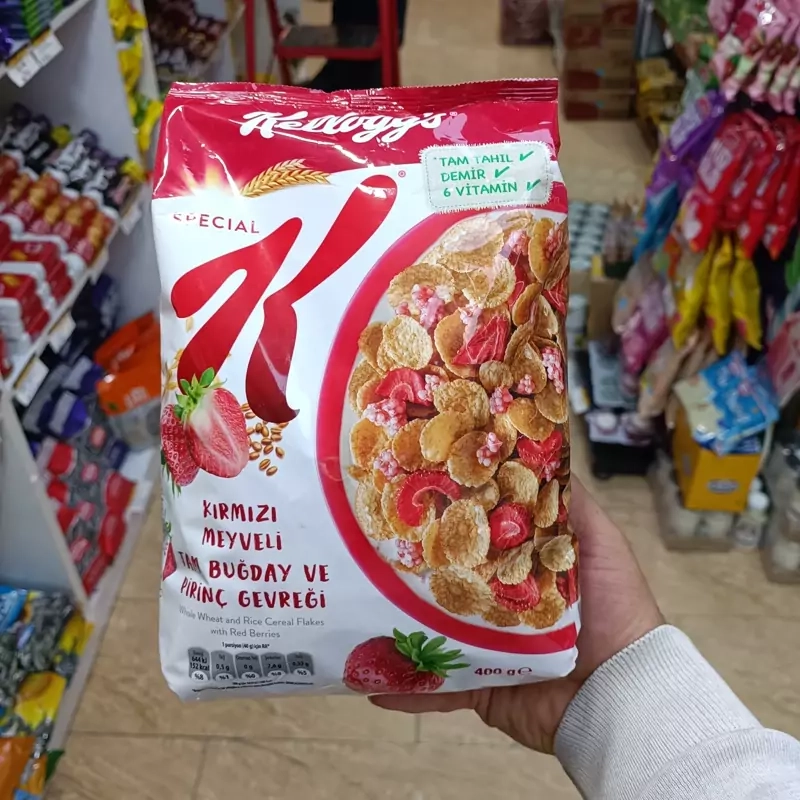 Kellogg's
*TAM TAHIL ✓
DEMİR ✓
6 VİTAMİN ✓
SPECIAL
K®
KIRMIZI
MEYVELİ
TAM BUĞDAY VE
PİRİNÇ GEVREĞİ
Whole Wheat and Rice Cereal Flakes
with Red Berries
400 g℮